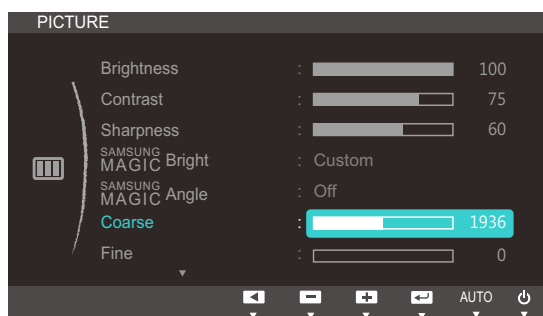 PICTURE
Brightness : 100
Contrast : 75
Sharpness : 60
SAMSUNG MAGIC Bright : Custom
SAMSUNG MAGIC Angle : Off
Coarse : 1936
Fine : 0
AUTO